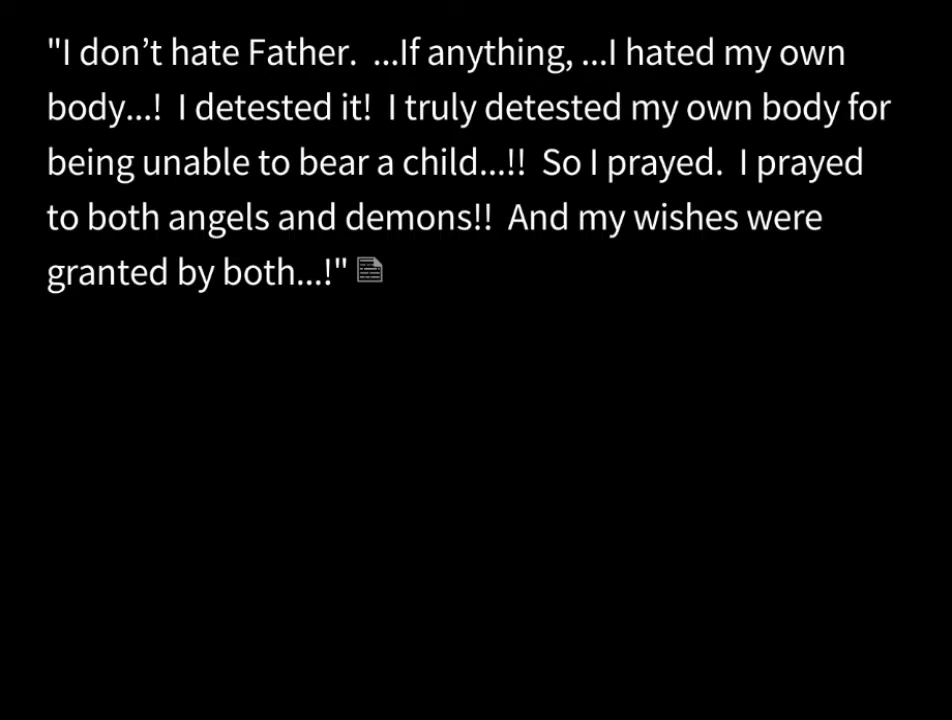 "I don’t hate Father.  ...If anything, ...I hated my own
body...!  I detested it!  I truly detested my own body for
being unable to bear a child...!!  So I prayed.  I prayed
to both angels and demons!!  And my wishes were
granted by both...!"